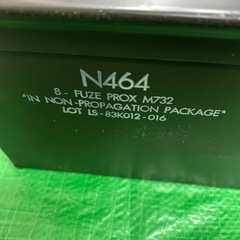 N464
8 - FUZE PROX M732
"IN NON-PROPAGATION PACKAGE"
LOT LS-83K012-016